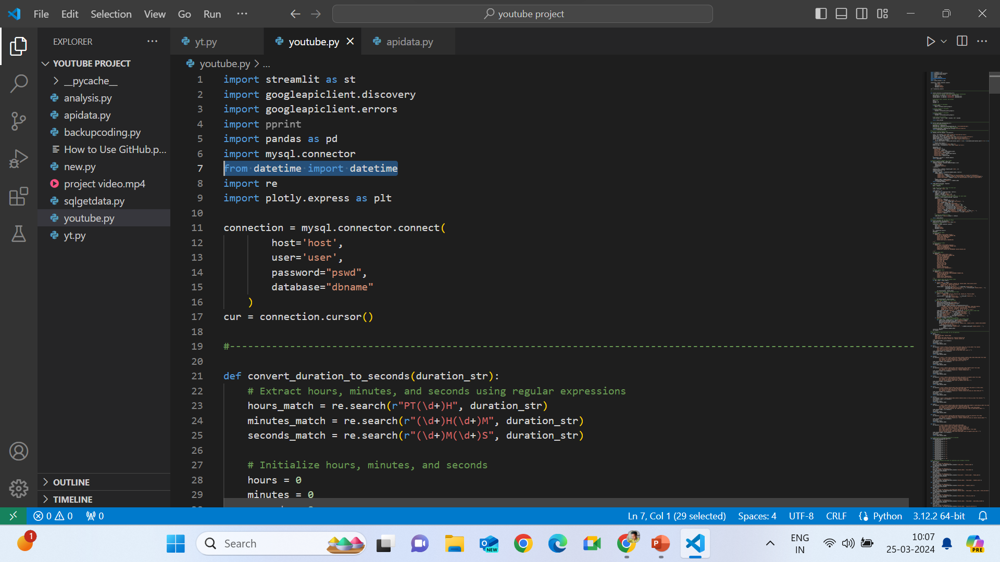 File Edit Selection View Go Run ···
youtube project
EXPLORER ···
YOUTUBE PROJECT
__pycache__
analysis.py
apidata.py
backupcoding.py
How to Use GitHub.p...
new.py
project video.mp4
sqlgetdata.py
youtube.py
yt.py
OUTLINE
TIMELINE
yt.py youtube.py apidata.py
youtube.py > ...
1 import streamlit as st
2 import googleapiclient.discovery
3 import googleapiclient.errors
4 import pprint
5 import pandas as pd
6 import mysql.connector
7 from datetime import datetime
8 import re
9 import plotly.express as plt
10
11 connection = mysql.connector.connect(
12 host='host',
13 user='user',
14 password="pswd",
15 database="dbname"
16 )
17 cur = connection.cursor()
18
19 #------------------------------------------------------------------------------------------------------------------
20
21 def convert_duration_to_seconds(duration_str):
22 # Extract hours, minutes, and seconds using regular expressions
23 hours_match = re.search(r"PT(\d+)H", duration_str)
24 minutes_match = re.search(r"(\d+)H(\d+)M", duration_str)
25 seconds_match = re.search(r"(\d+)M(\d+)S", duration_str)
26
27 # Initialize hours, minutes, and seconds
28 hours = 0
29 minutes = 0
0 0 0
Ln 7, Col 1 (29 selected) Spaces: 4 UTF-8 CRLF Python 3.12.2 64-bit
1
Search
NEW
ENG
IN
10:07
25-03-2024
PRE